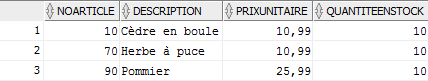 NOARTICLE DESCRIPTION PRIXUNITAIRE QUANTITEENSTOCK
1 10 Cèdre en boule 10,99 10
2 70 Herbe à puce 10,99 10
3 90 Pommier 25,99 10